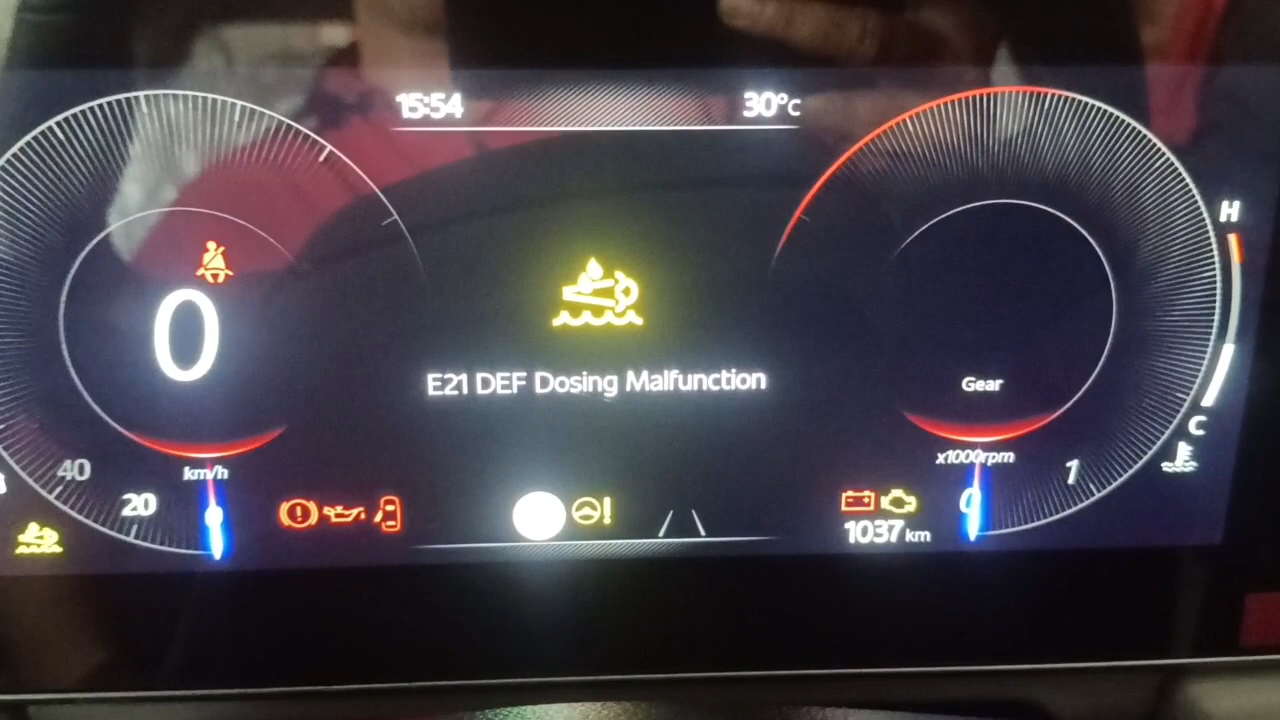 15:54
30°C
H
0
E21 DEF Dosing Malfunction
Gear
C
40
km/h
x1000rpm
1
20
0
1037 km